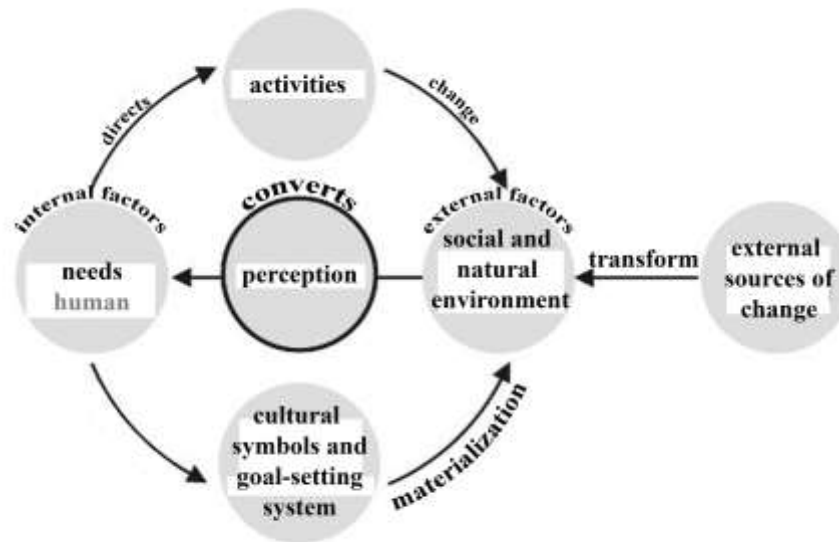 activities
directs
change
internal factors
converts
external factors
needs
human
perception
social and
natural
environment
transform
external
sources of
change
cultural
symbols and
goal-setting
system
materialization